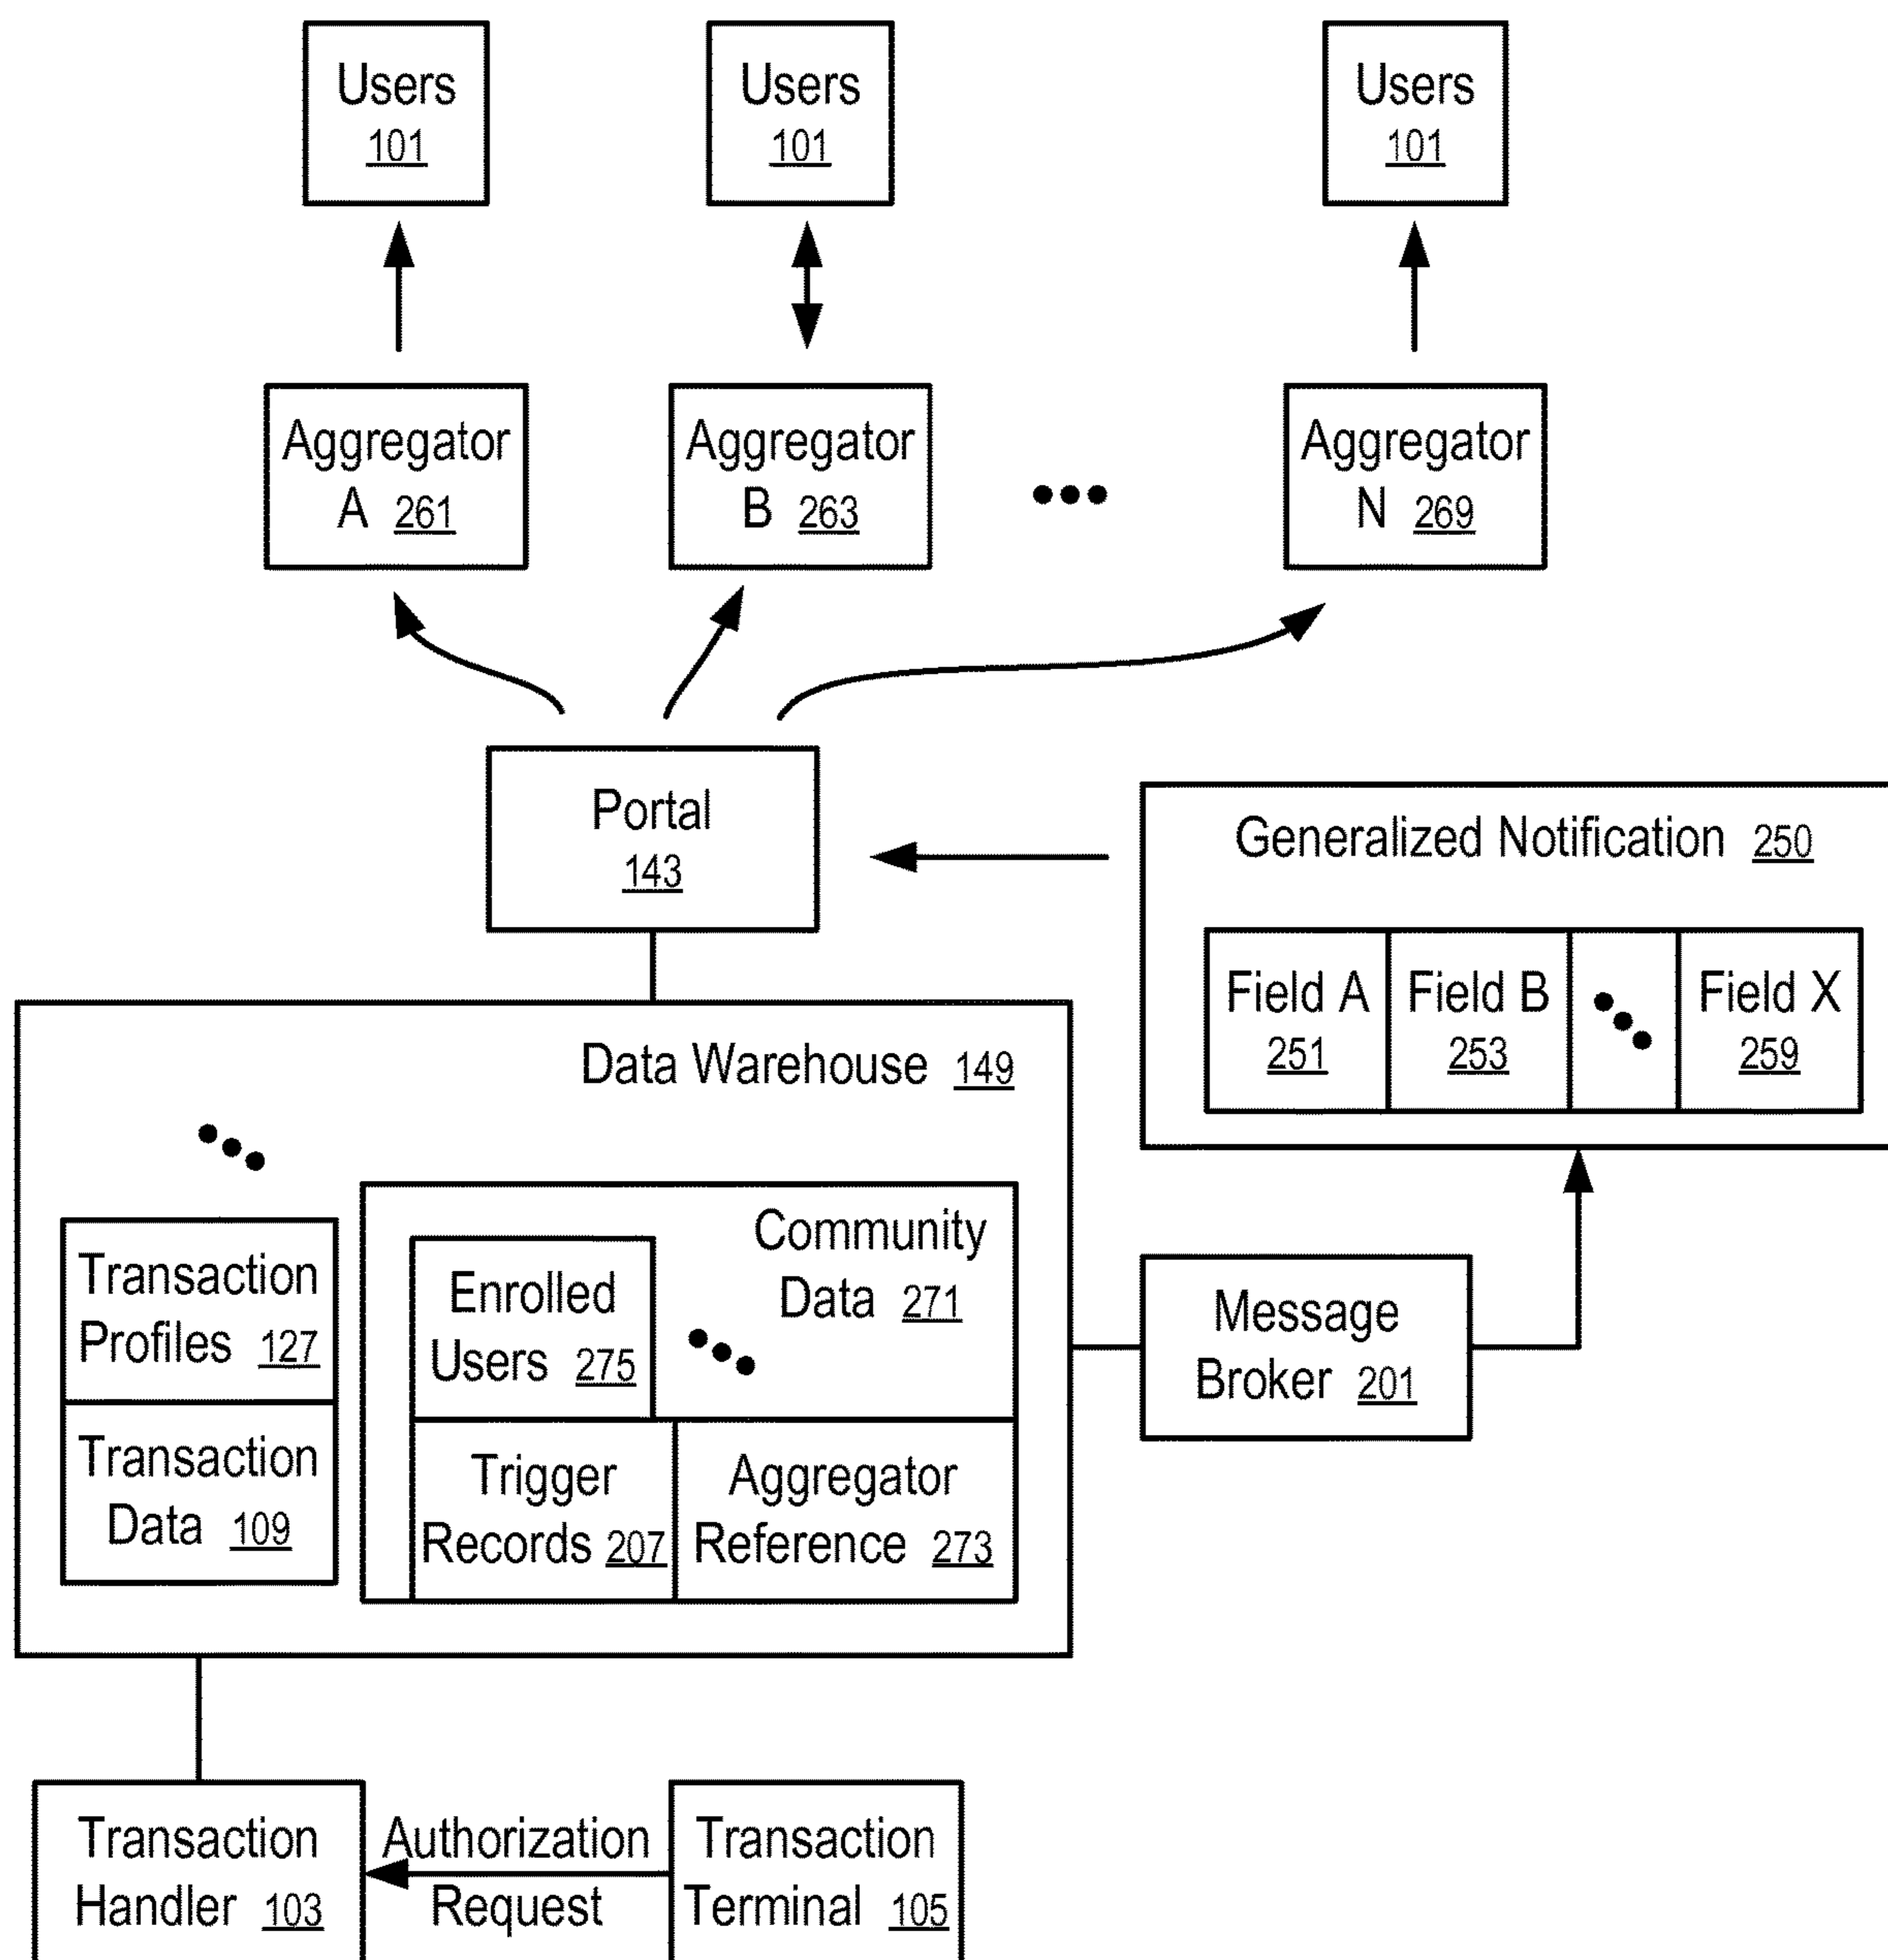 Users
101
Users
101
Users
101
Aggregator
A 261
Aggregator
B 263
Aggregator
N 269
Portal
143
Generalized Notification 250
Field A
251
Field B
253
Field X
259
Data Warehouse 149
Community
Data 271
Enrolled
Users 275
Transaction
Profiles 127
Transaction
Data 109
Trigger
Records 207
Aggregator
Reference 273
Message
Broker 201
Transaction
Handler 103
Authorization
Request
Transaction
Terminal 105